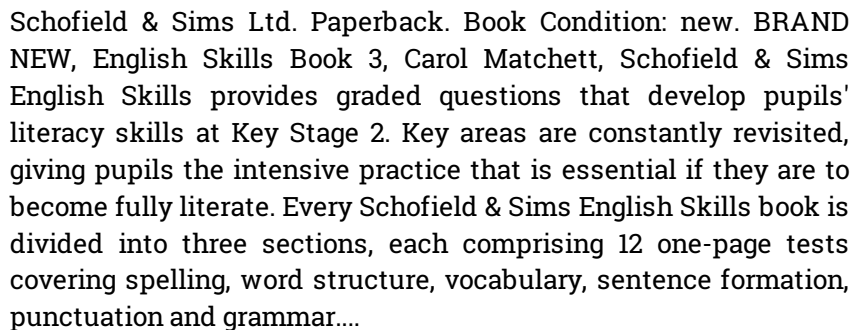 Schofield & Sims Ltd. Paperback. Book Condition: new. BRAND
NEW, English Skills Book 3, Carol Matchett, Schofield & Sims
English Skills provides graded questions that develop pupils'
literacy skills at Key Stage 2. Key areas are constantly revisited,
giving pupils the intensive practice that is essential if they are to
become fully literate. Every Schofield & Sims English Skills book is
divided into three sections, each comprising 12 one-page tests
covering spelling, word structure, vocabulary, sentence formation,
punctuation and grammar....